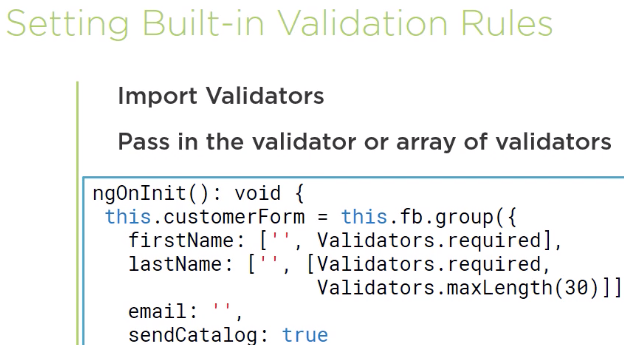 Setting Built-in Validation Rules
Import Validators
Pass in the validator or array of validators
ngOnInit(): void {
this.customerForm = this.fb.group({
firstName: ['', Validators.required],
lastName: ['', [Validators.required,
Validators.maxLength(30)]]
email: '',
sendCatalog: true